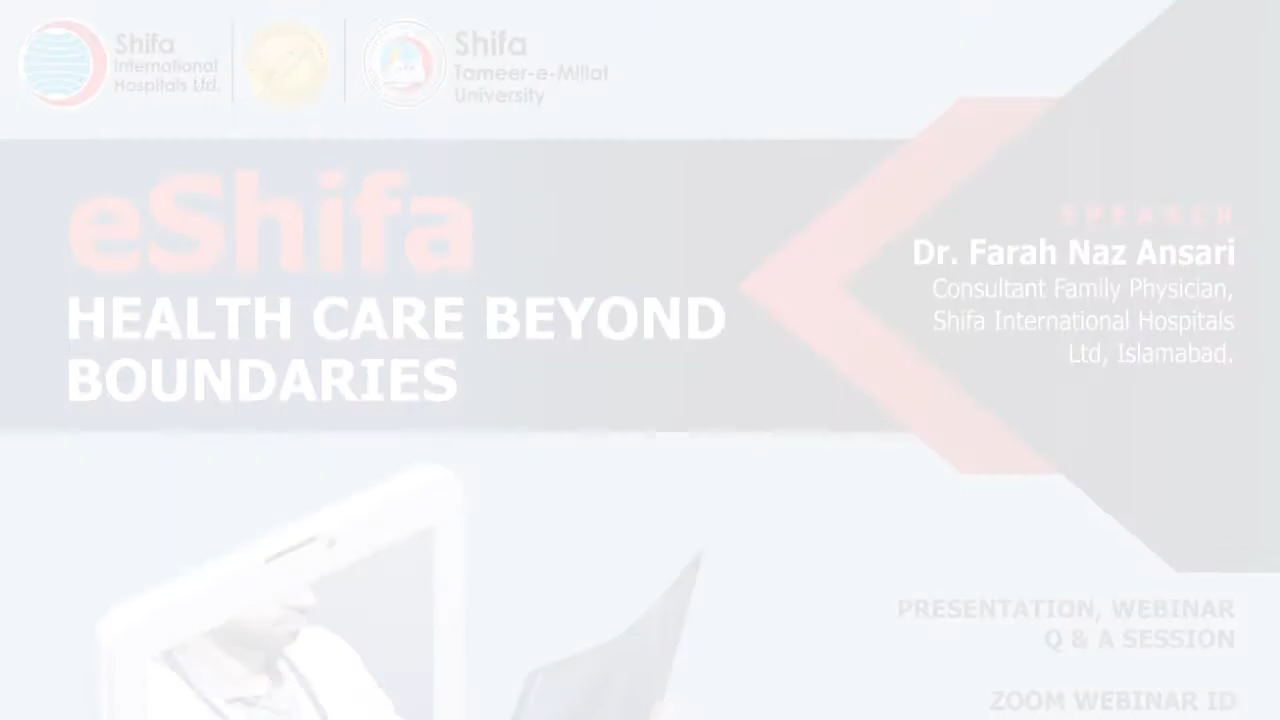 Shifa
International
Hospitals Ltd.
Shifa
Tameer-e-Millat
University
eShifa
HEALTH CARE BEYOND
BOUNDARIES
SPEAKER
Dr. Farah Naz Ansari
Consultant Family Physician,
Shifa International Hospitals
Ltd, Islamabad.
PRESENTATION, WEBINAR
Q & A SESSION
ZOOM WEBINAR ID